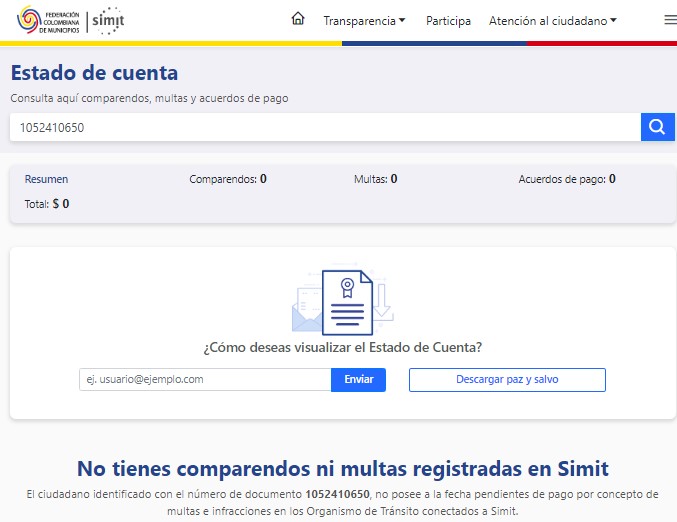 FEDERACIÓN
COLOMBIANA
DE MUNICIPIOS
simit
Transparencia Participa Atención al ciudadano
Estado de cuenta
Consulta aquí comparendos, multas y acuerdos de pago
1052410650
Resumen Comparendos: 0 Multas: 0 Acuerdos de pago: 0
Total: $ 0
¿Cómo deseas visualizar el Estado de Cuenta?
ej. usuario@ejemplo.com Enviar Descargar paz y salvo
No tienes comparendos ni multas registradas en Simit
El ciudadano identificado con el número de documento 1052410650, no posee a la fecha pendientes de pago por concepto de
multas e infracciones en los Organismo de Tránsito conectados a Simit.